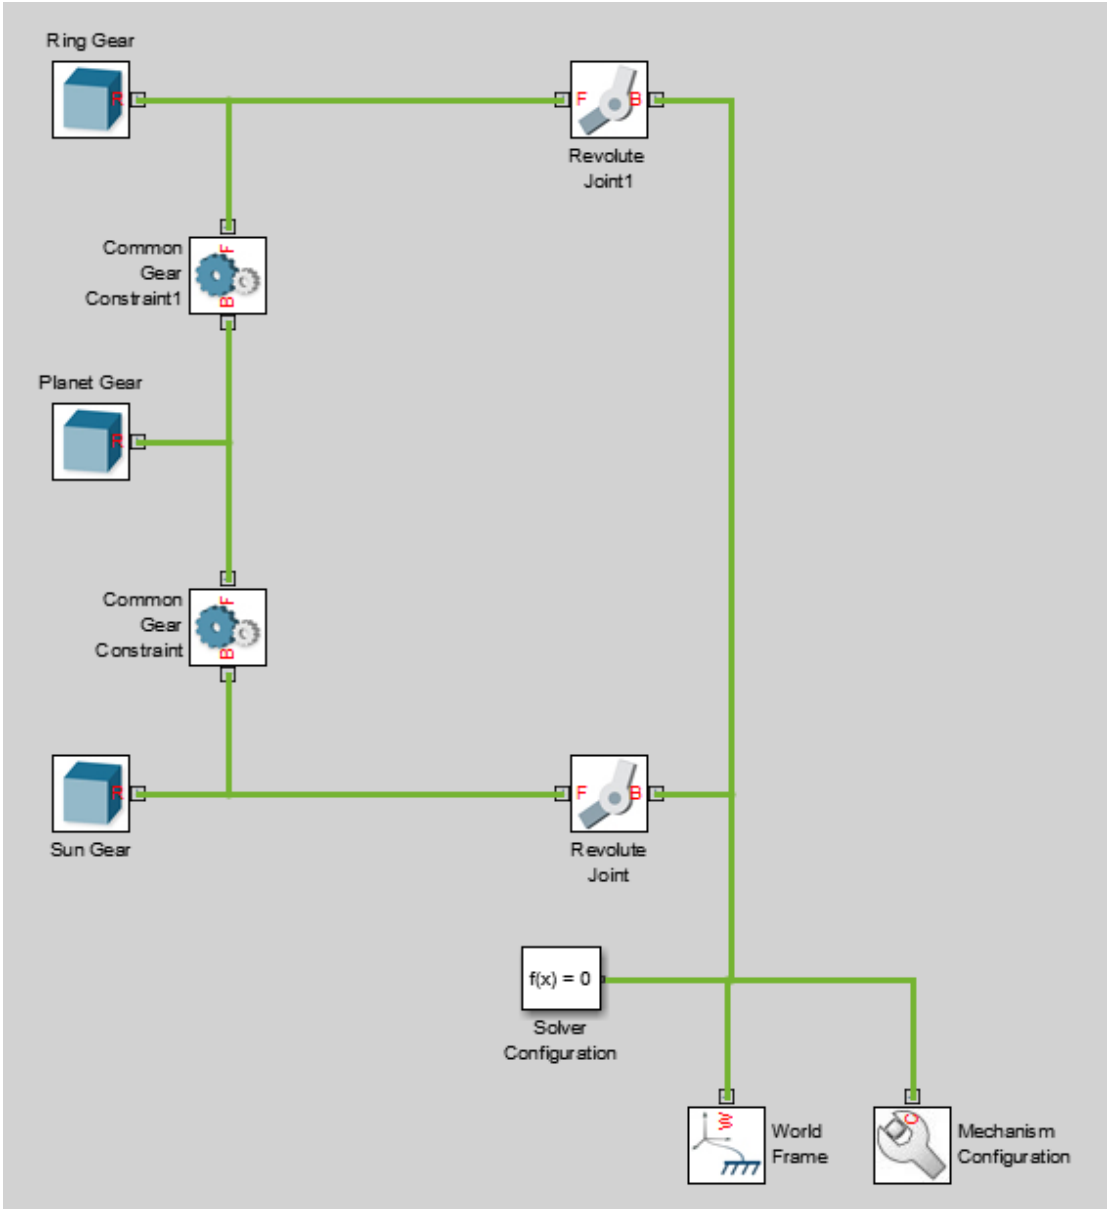 Ring Gear
R
F
B
Revolute
Joint1
Common
Gear
Constraint1
F
B
Planet Gear
R
Common
Gear
Constraint
F
B
R
Sun Gear
F
B
Revolute
Joint
f(x) = 0
Solver
Configuration
W
World
Frame
C
Mechanism
Configuration